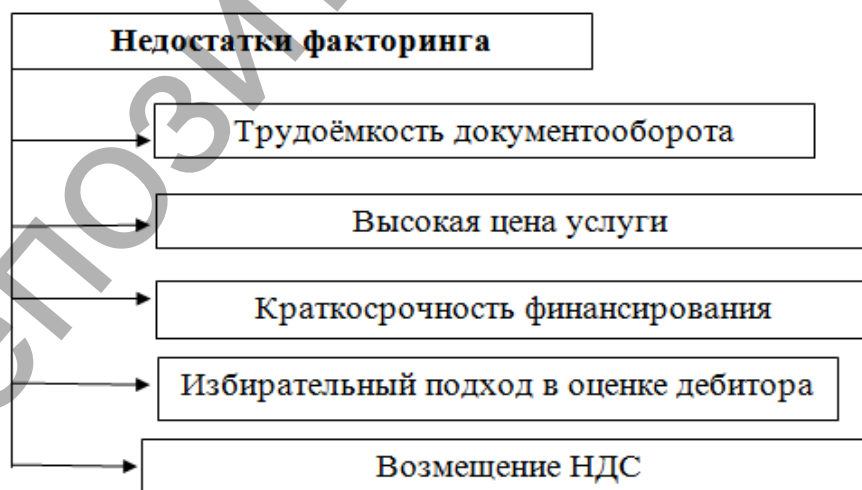 Недостатки факторинга
Трудоёмкость документооборота
Высокая цена услуги
Краткосрочность финансирования
Избирательный подход в оценке дебитора
Возмещение НДС